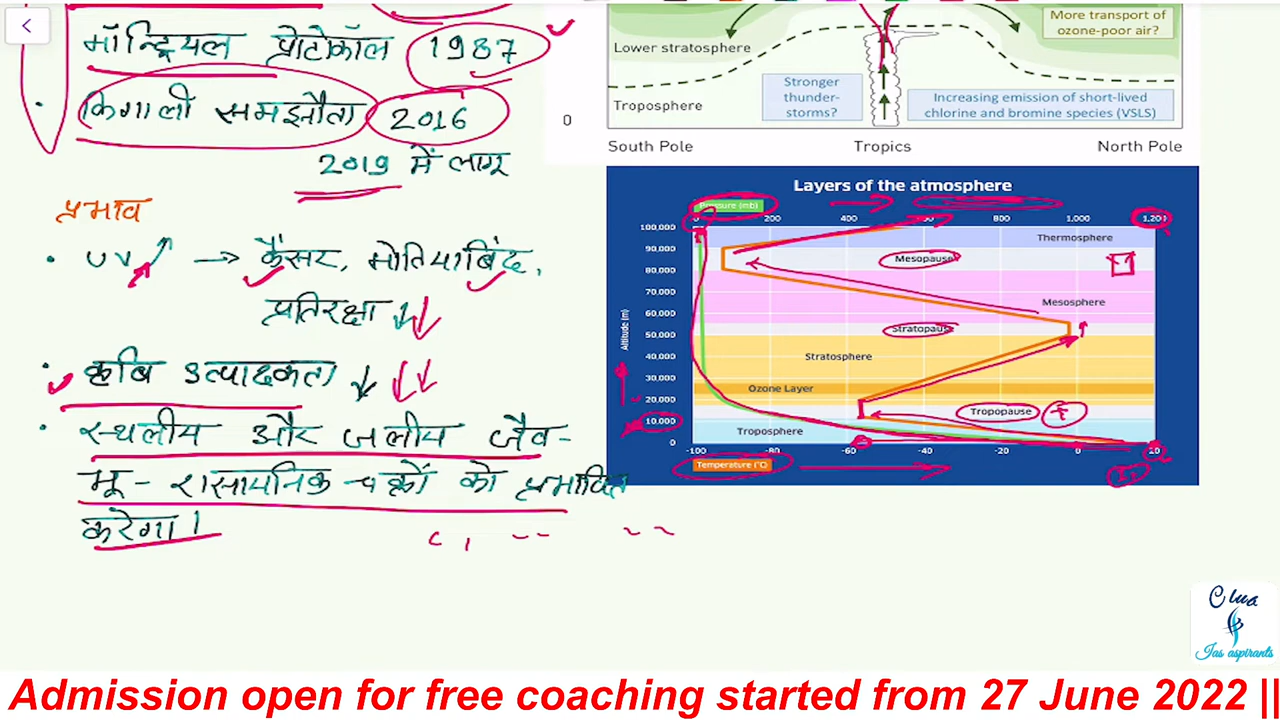 मॉन्ट्रियल प्रोटोकॉल 1987
• किगाली समझौता 2016
2019 में लागू
प्रभाव
• UV → कैंसर, मोतियाबिंद,
प्रतिरक्षा ↓
• कृषि उत्पादकता ↓
• स्थलीय और जलीय जैव-
भू-रासायनिक चक्रों को प्रभावित
करेगा।
More transport of
ozone-poor air?
Lower stratosphere
Stronger
thunder-
storms?
Troposphere
Increasing emission of short-lived
chlorine and bromine species (VSLS)
0
South Pole Tropics North Pole
Layers of the atmosphere
Pressure (mb)
0 200 400 600 800 1,000 1,20
100,000
90,000
80,000
70,000
60,000
50,000
40,000
30,000
20,000
10,000
0
Altitude (m)
Thermosphere
Mesopause
Mesosphere
Stratopause
Stratosphere
Ozone Layer
Tropopause
Troposphere
-100 -80 -60 -40 -20 0 20
Temperature (°C)
Ias aspirants
Admission open for free coaching started from 27 June 2022 ||